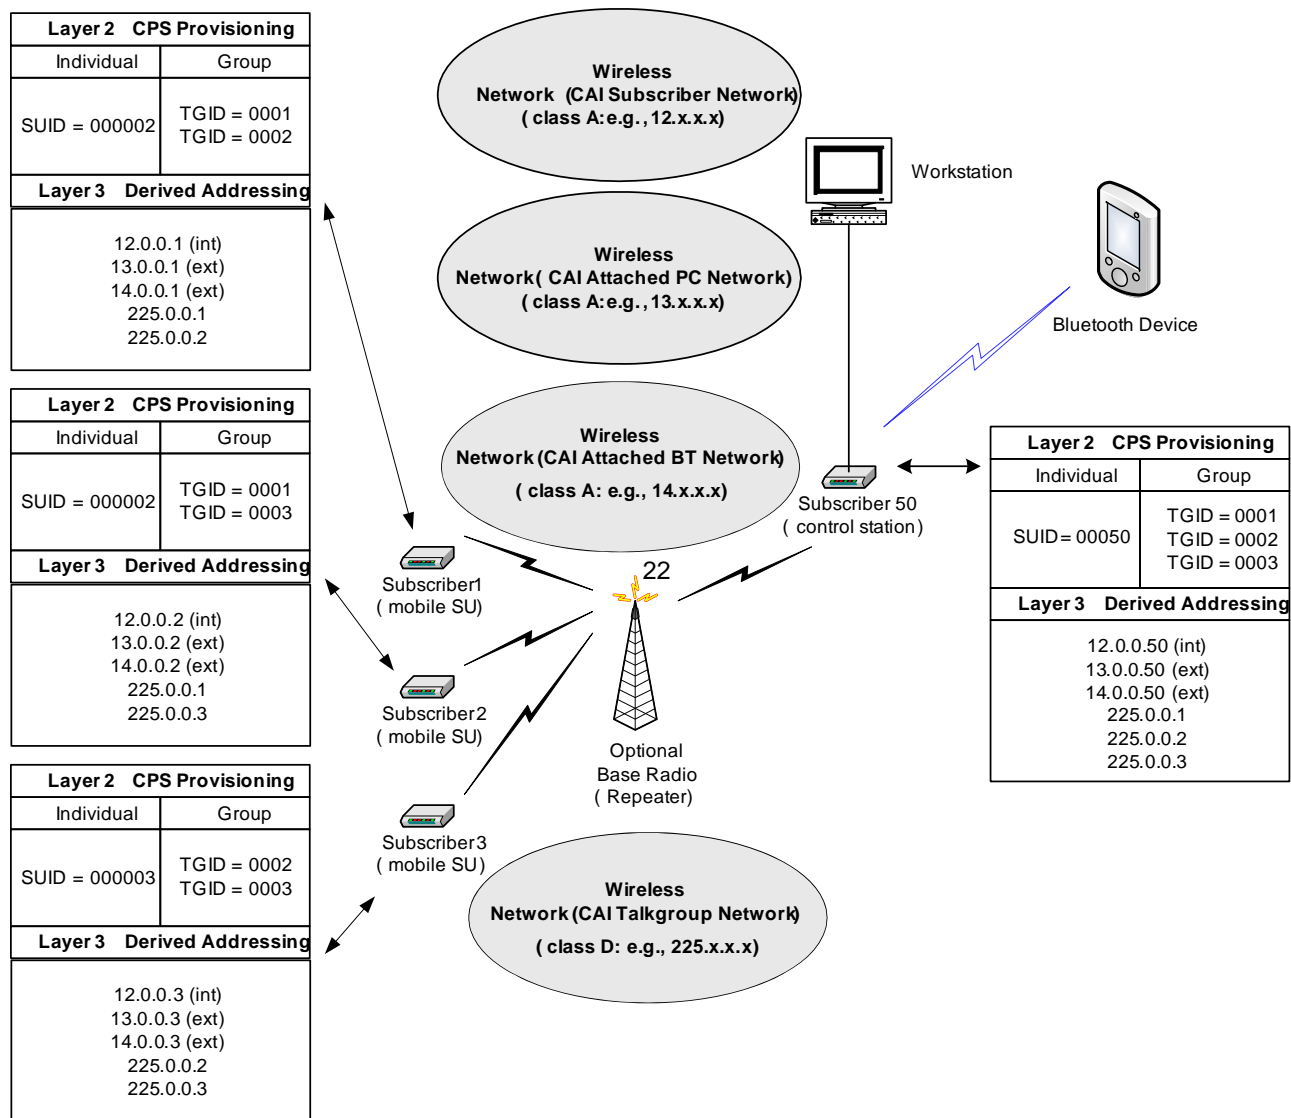 Layer 2 CPS Provisioning
Individual Group
SUID = 000002
TGID = 0001
TGID = 0002
Layer 3 Derived Addressing
12.0.0.1 (int)
13.0.0.1 (ext)
14.0.0.1 (ext)
225.0.0.1
225.0.0.2
Layer 2 CPS Provisioning
Individual Group
SUID = 000002
TGID = 0001
TGID = 0003
Layer 3 Derived Addressing
12.0.0.2 (int)
13.0.0.2 (ext)
14.0.0.2 (ext)
225.0.0.1
225.0.0.3
Layer 2 CPS Provisioning
Individual Group
SUID = 000003
TGID = 0002
TGID = 0003
Layer 3 Derived Addressing
12.0.0.3 (int)
13.0.0.3 (ext)
14.0.0.3 (ext)
225.0.0.2
225.0.0.3
Wireless
Network (CAI Subscriber Network)
( class A: e.g., 12.x.x.x)
Wireless
Network ( CAI Attached PC Network)
( class A: e.g., 13.x.x.x)
Wireless
Network (CAI Attached BT Network)
( class A: e.g., 14.x.x.x)
Subscriber1
( mobile SU)
Subscriber2
( mobile SU)
Subscriber3
( mobile SU)
22
Optional
Base Radio
( Repeater)
Wireless
Network (CAI Talkgroup Network)
( class D: e.g., 225.x.x.x)
Workstation
Bluetooth Device
Subscriber 50
( control station)
Layer 2 CPS Provisioning
Individual Group
SUID= 00050
TGID = 0001
TGID = 0002
TGID = 0003
Layer 3 Derived Addressing
12.0.0.50 (int)
13.0.0.50 (ext)
14.0.0.50 (ext)
225.0.0.1
225.0.0.2
225.0.0.3